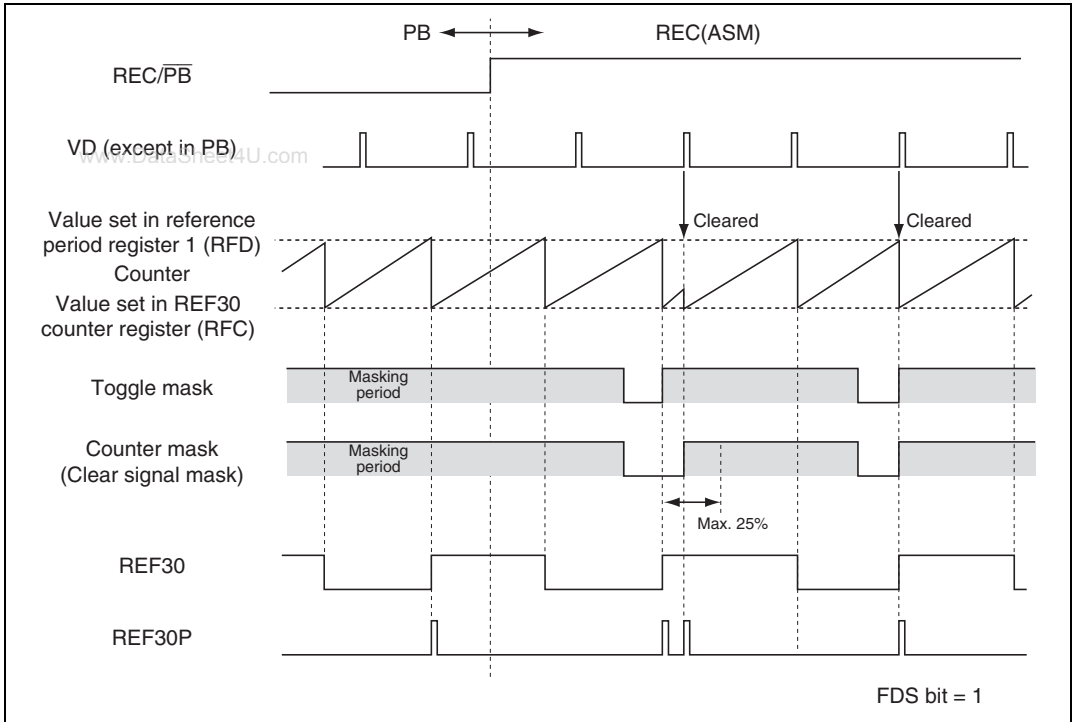 PB
REC(ASM)
REC/P̅B̅
VD (except in PB)
www.DataSheet4U.com
Cleared
Cleared
Value set in reference
period register 1 (RFD)
Counter
Value set in REF30
counter register (RFC)
Toggle mask
Masking
period
Counter mask
(Clear signal mask)
Masking
period
Max. 25%
REF30
REF30P
FDS bit = 1